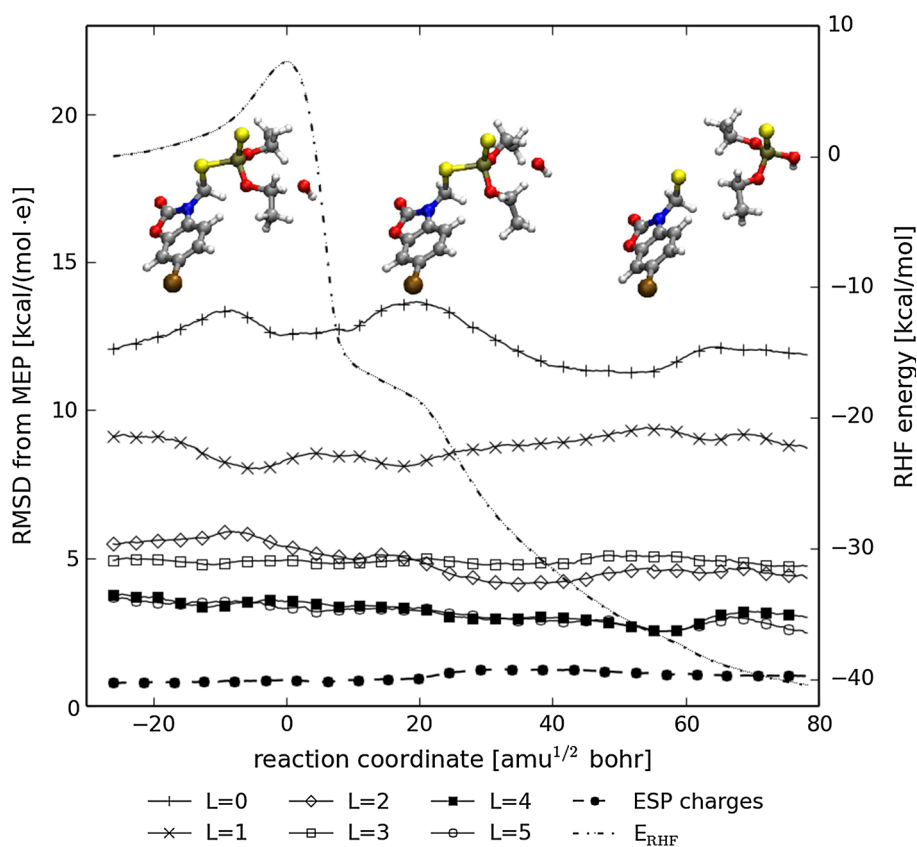 RMSD from MEP [kcal/(mol·e)]
20
15
10
5
0
10
0
−10
−20
−30
−40
RHF energy [kcal/mol]
−20 0 20 40 60 80
reaction coordinate [amu^{1/2} bohr]
L=0 L=2 L=4 ESP charges
L=1 L=3 L=5 E_{RHF}